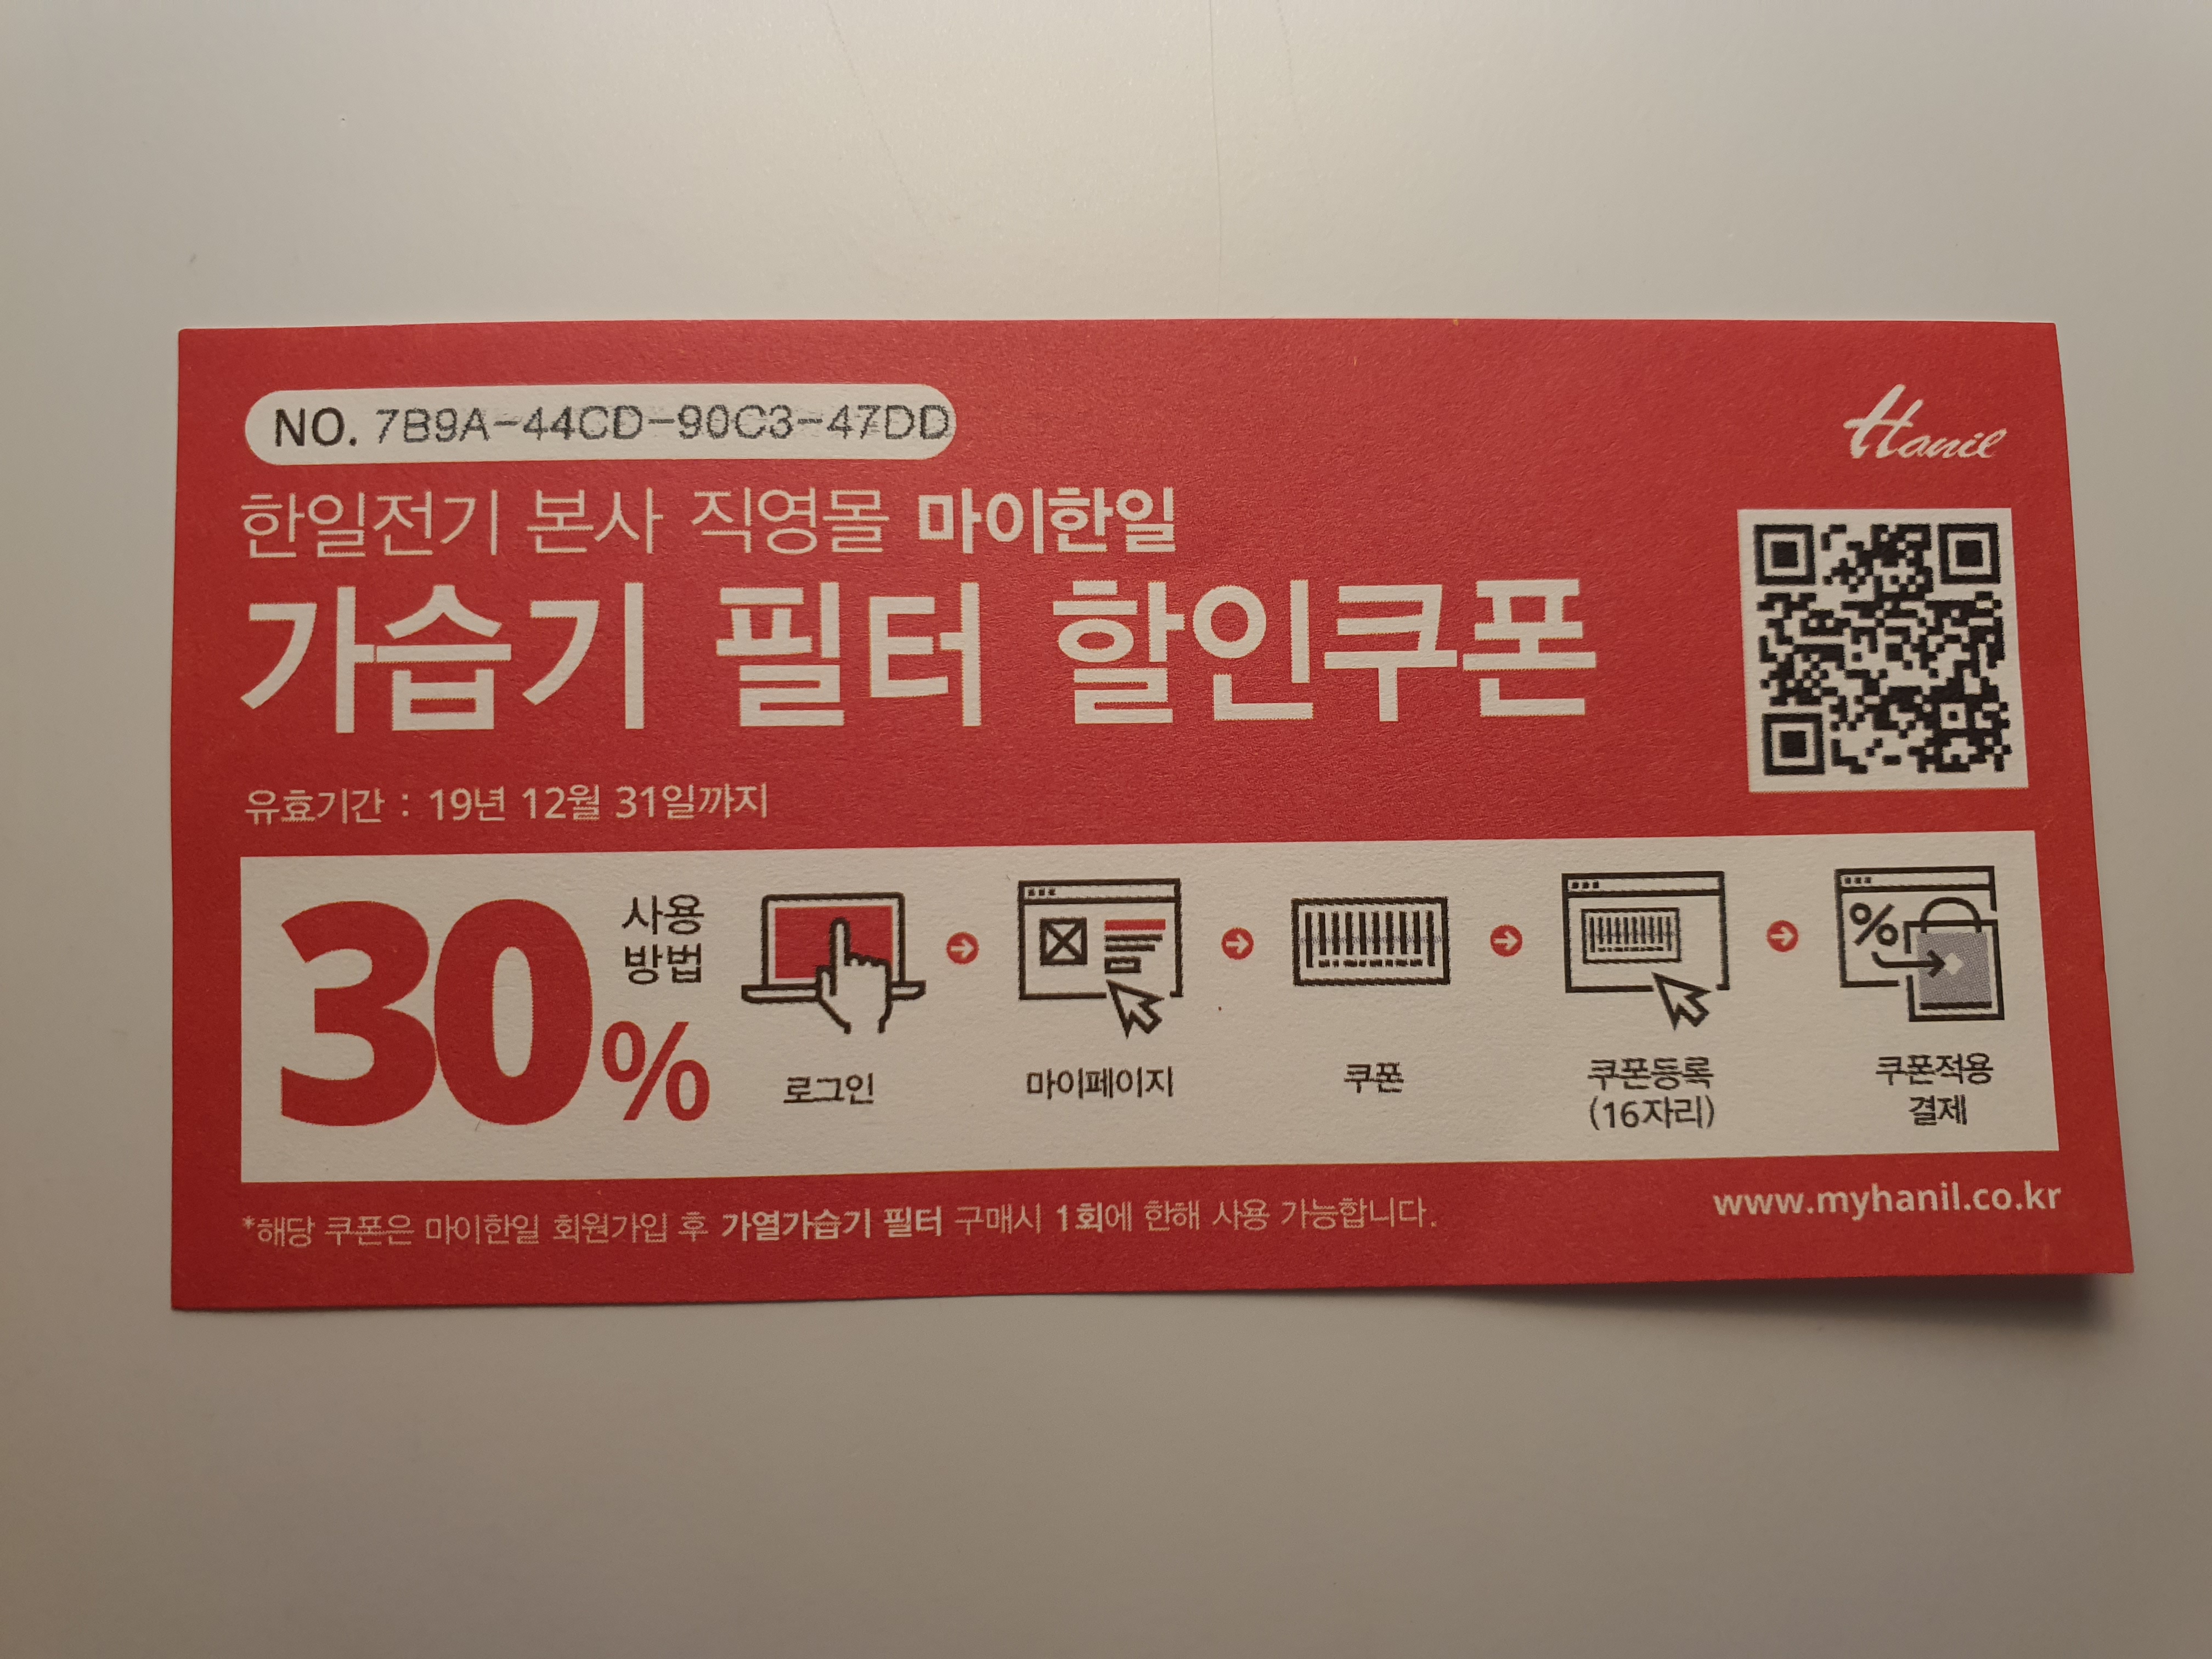 NO. 7B9A-44CD-90C3-47DD
Hanil
한일전기 본사 직영몰 마이한일
가습기 필터 할인쿠폰
유효기간 : 19년 12월 31일까지
30%
사용
방법
로그인
마이페이지
쿠폰
쿠폰등록
(16자리)
쿠폰적용
결제
*해당 쿠폰은 마이한일 회원가입 후 가열가습기 필터 구매시 1회에 한해 사용 가능합니다.
www.myhanil.co.kr